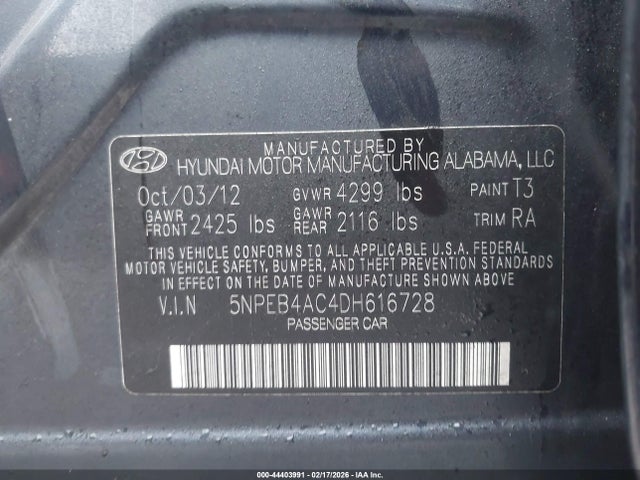 MANUFACTURED BY
HYUNDAI MOTOR MANUFACTURING ALABAMA, LLC
Oct/03/12 GVWR 4299 lbs PAINT T3
GAWR FRONT 2425 lbs GAWR REAR 2116 lbs TRIM RA
THIS VEHICLE CONFORMS TO ALL APPLICABLE U.S.A. FEDERAL
MOTOR VEHICLE SAFETY, BUMPER, AND THEFT PREVENTION
STANDARDS IN EFFECT ON THE DATE OF MANUFACTURE SHOWN ABOVE.
V.I.N 5NPEB4AC4DH616728
PASSENGER CAR
000-44403991 - 02/17/2026 - IAAI.COM